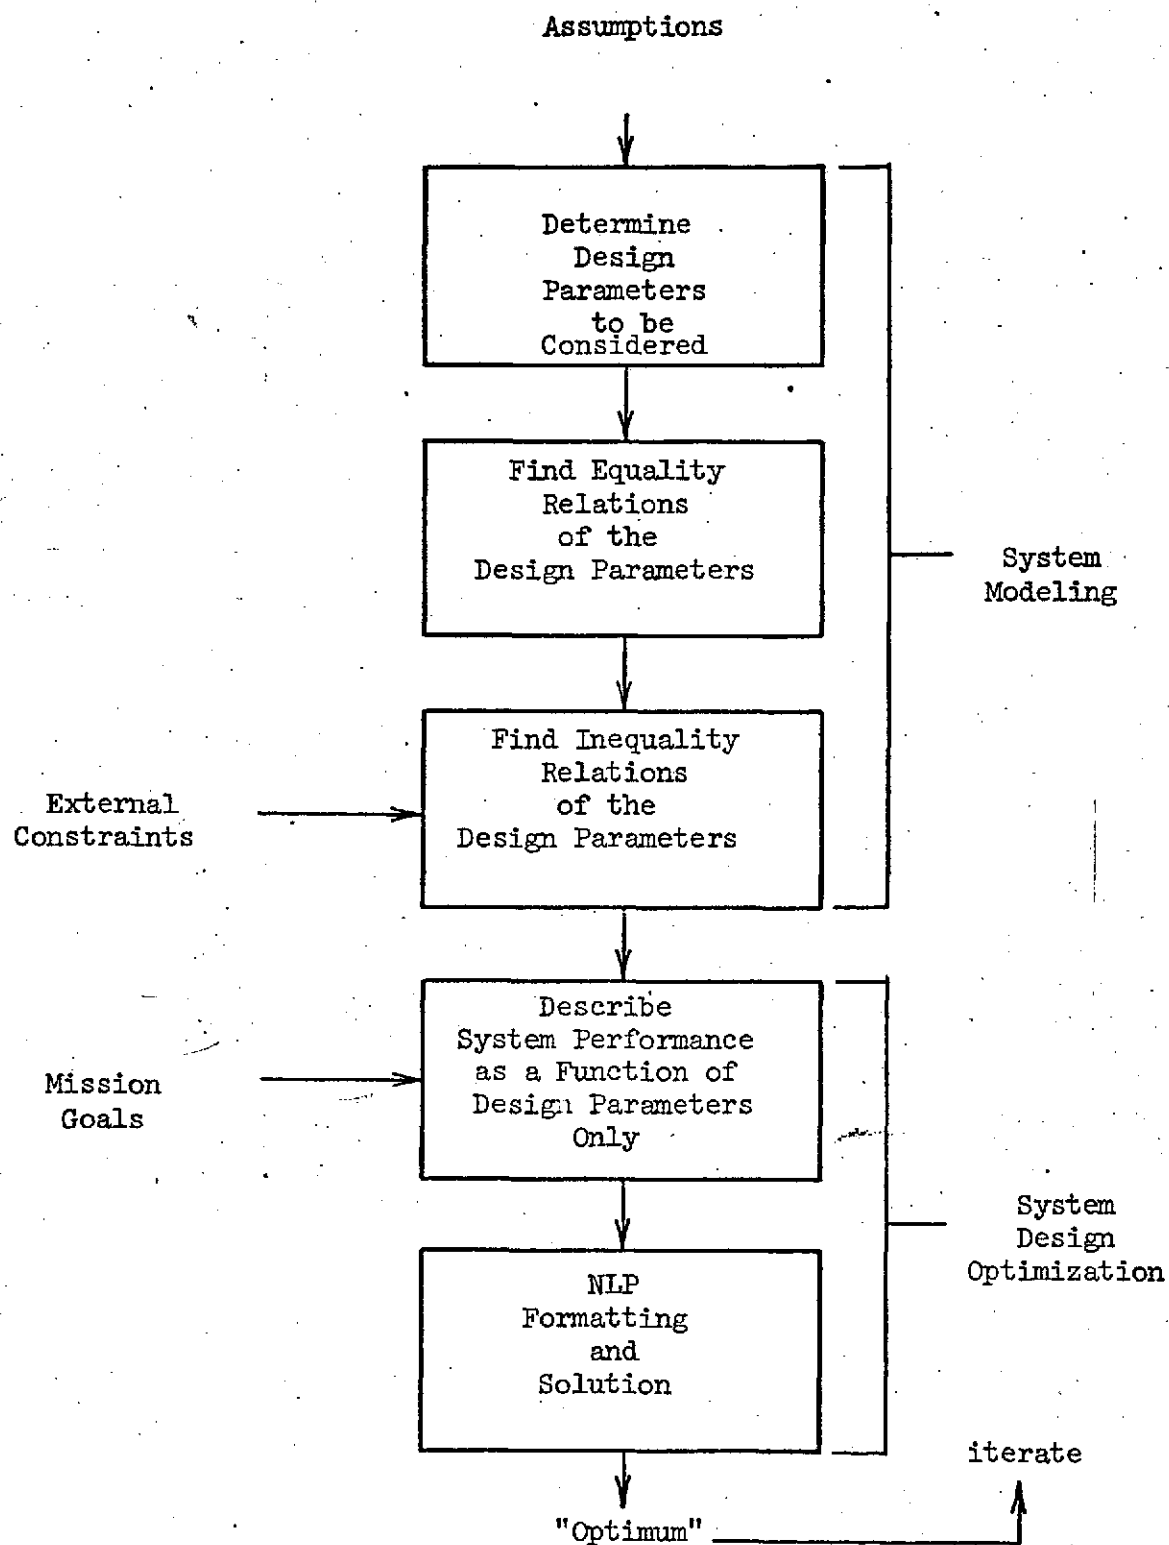 Assumptions
Determine
Design
Parameters
to be
Considered
Find Equality
Relations
of the
Design Parameters
System
Modeling
Find Inequality
Relations
of the
Design Parameters
External
Constraints
Describe
System Performance
as a Function of
Design Parameters
Only
Mission
Goals
System
Design
Optimization
NLP
Formatting
and
Solution
iterate
"Optimum"